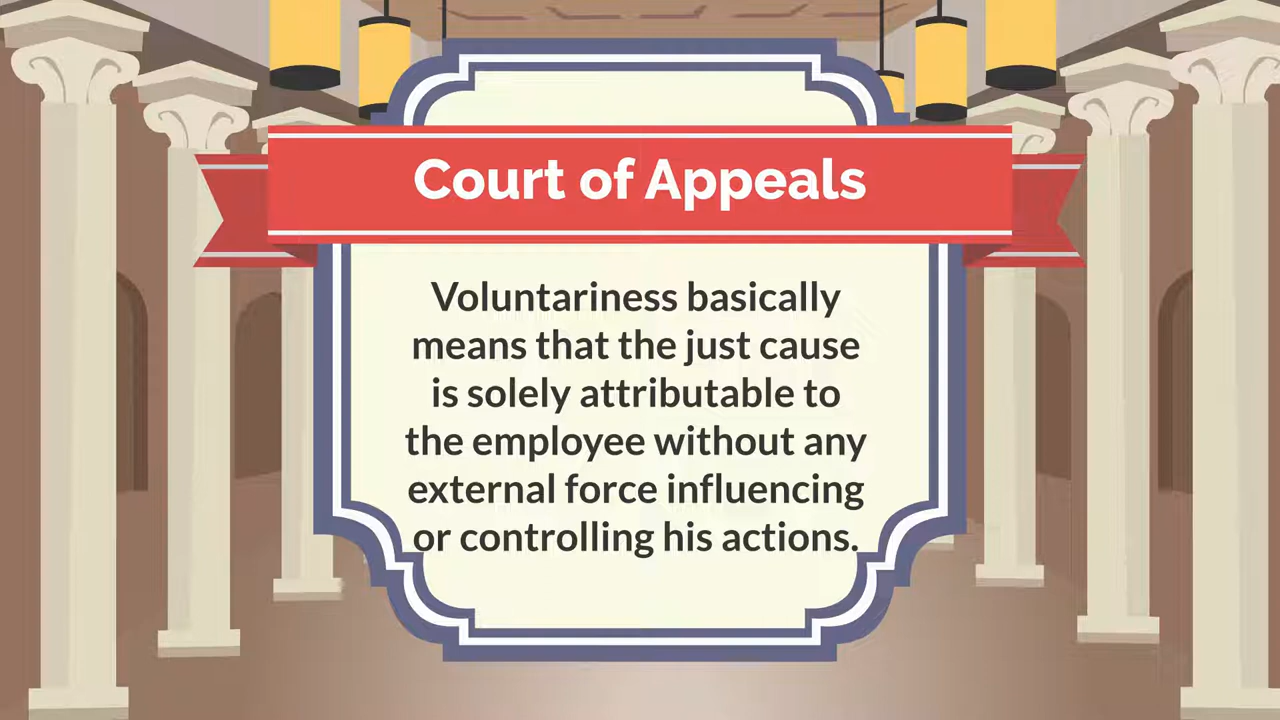 Court of Appeals
Voluntariness basically
means that the just cause
is solely attributable to
the employee without any
external force influencing
or controlling his actions.